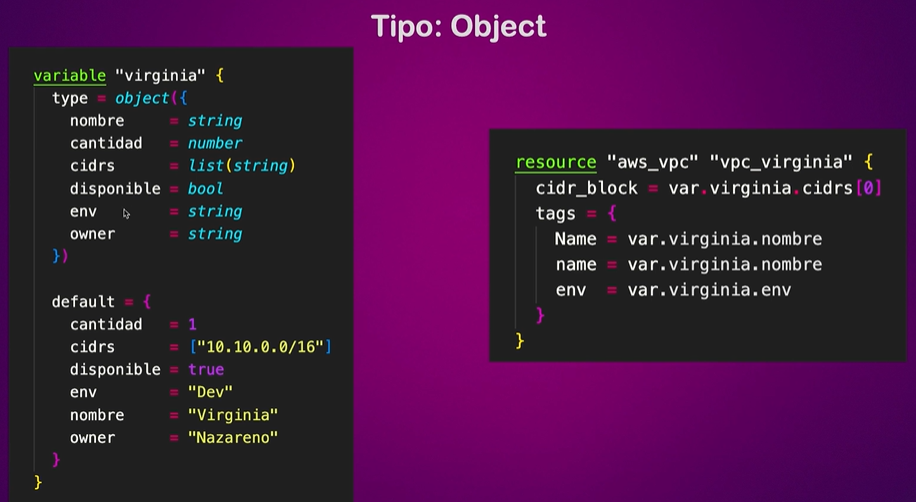 Tipo: Object
variable "virginia" {
type = object({
nombre = string
cantidad = number
cidrs = list(string)
disponible = bool
env = string
owner = string
})
default = {
cantidad = 1
cidrs = ["10.10.0.0/16"]
disponible = true
env = "Dev"
nombre = "Virginia"
owner = "Nazareno"
}
}
resource "aws_vpc" "vpc_virginia" {
cidr_block = var.virginia.cidrs[0]
tags = {
Name = var.virginia.nombre
name = var.virginia.nombre
env = var.virginia.env
}
}